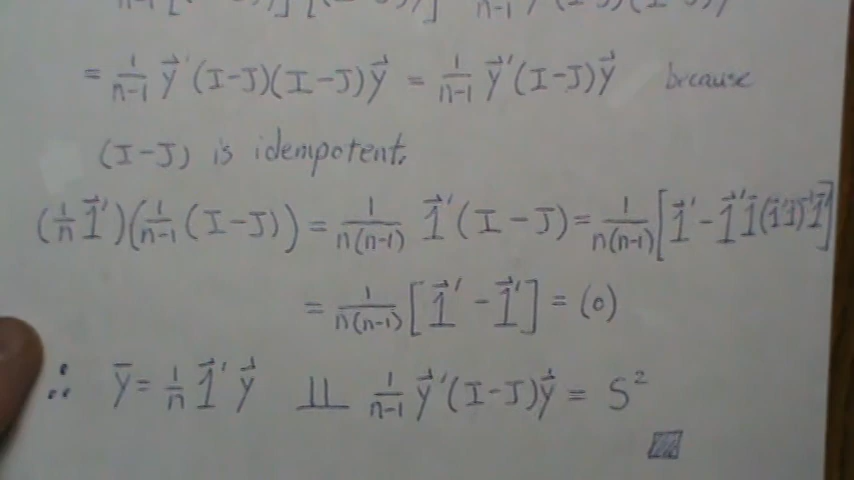 = 1/(n-1) y⃗'(I-J)(I-J)y⃗ = 1/(n-1) y⃗'(I-J)y⃗ because
(I-J) is idempotent.
(1/n 1⃗')(1/(n-1) (I-J)) = 1/(n(n-1)) 1⃗'(I-J) = 1/(n(n-1)) [1⃗' - 1⃗'1⃗(1⃗'1⃗)⁻¹1⃗']
= 1/(n(n-1)) [1⃗' - 1⃗'] = (0)
∴ ȳ = 1/n 1⃗'y⃗ ⫫ 1/(n-1) y⃗'(I-J)y⃗ = S²